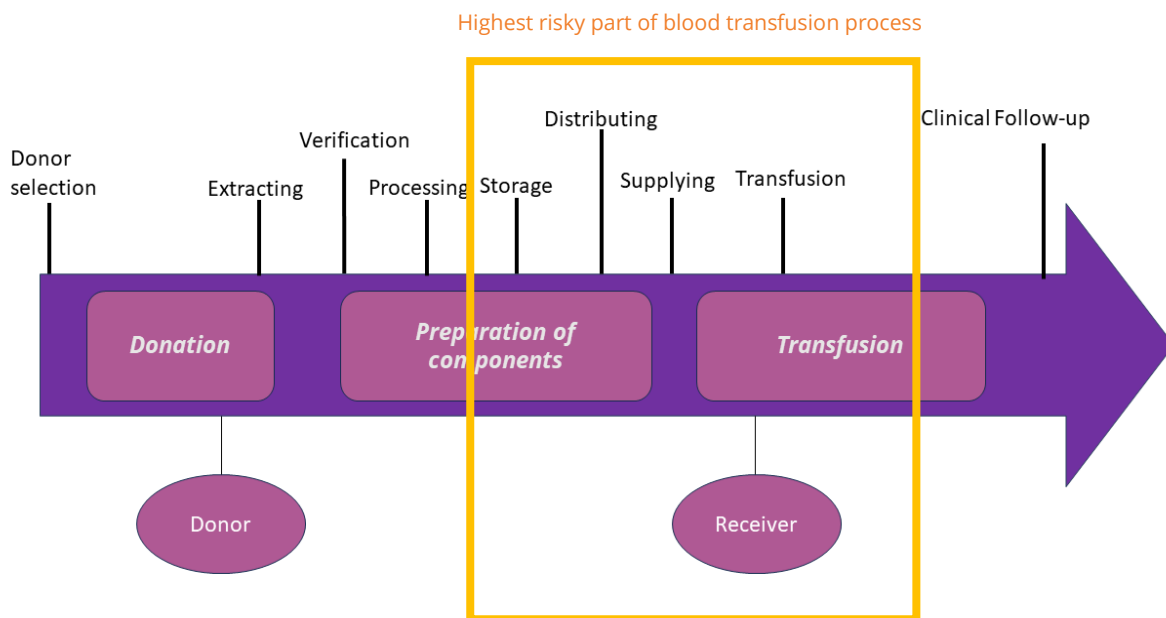 Highest risky part of blood transfusion process
Donor
selection
Extracting
Verification
Processing
Storage
Distributing
Supplying
Transfusion
Clinical Follow-up
Donation
Preparation of
components
Transfusion
Donor
Receiver